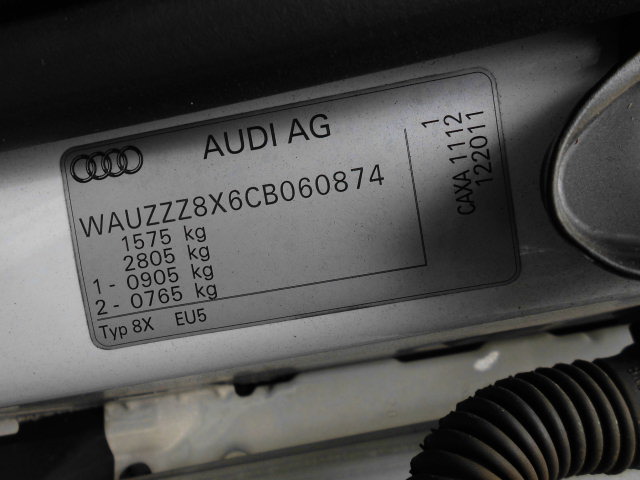 AUDI AG
WAUZZZ8X6CB060874
1575 kg
2805 kg
1 - 0905 kg
2 - 0765 kg
Typ 8X EU5
1
CAXA 1112
122011